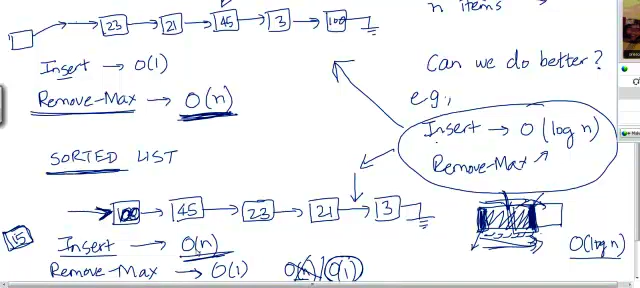 n items
23 21 45 3 100
Insert → O(1)
Remove-Max → O(n)
Can we do better?
e.g.,
Insert → O(log n)
Remove-Max ↗
SORTED LIST
100 → 45 → 23 → 21 → 3
15
Insert → O(n)
Remove-Max → O(1)
O(1)
O(log n)